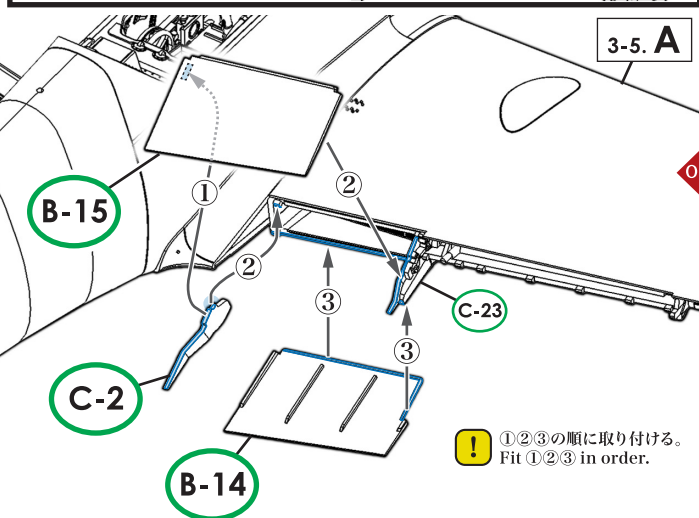 3-5. A
B-15
①
②
②
③
③
C-23
C-2
B-14
! ①②③の順に取り付ける。
Fit ①②③ in order.